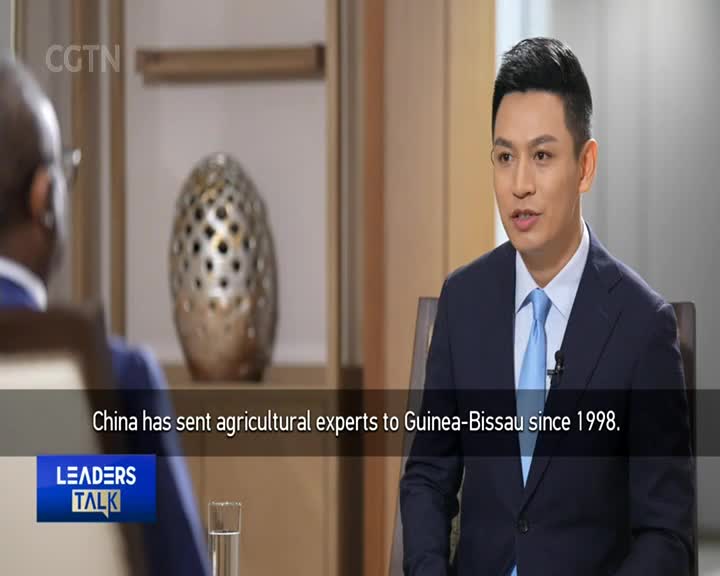 CGTN
China has sent agricultural experts to Guinea-Bissau since 1998.
LEADERS
TALK